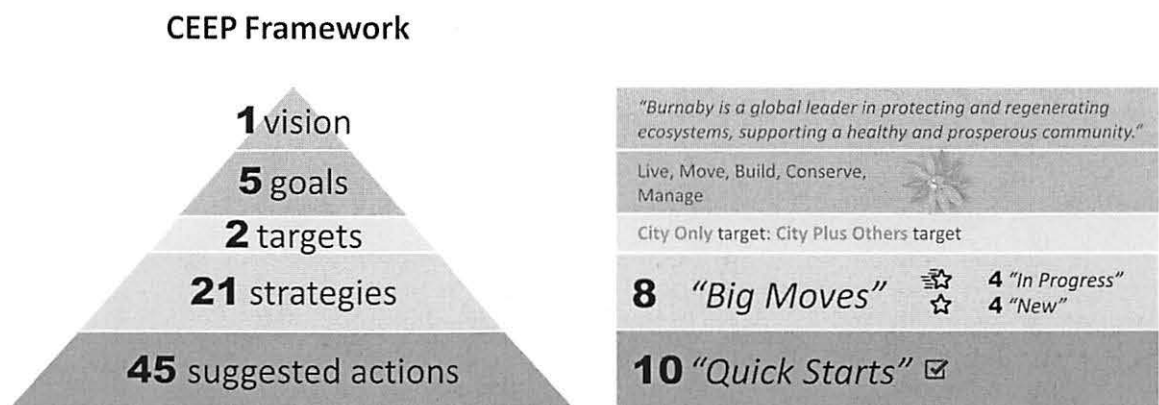 CEEP Framework
1 vision
5 goals
2 targets
21 strategies
45 suggested actions
"Burnaby is a global leader in protecting and regenerating
ecosystems, supporting a healthy and prosperous community."
Live, Move, Build, Conserve,
Manage
City Only target: City Plus Others target
8 "Big Moves"
4 "In Progress"
4 "New"
10 "Quick Starts"